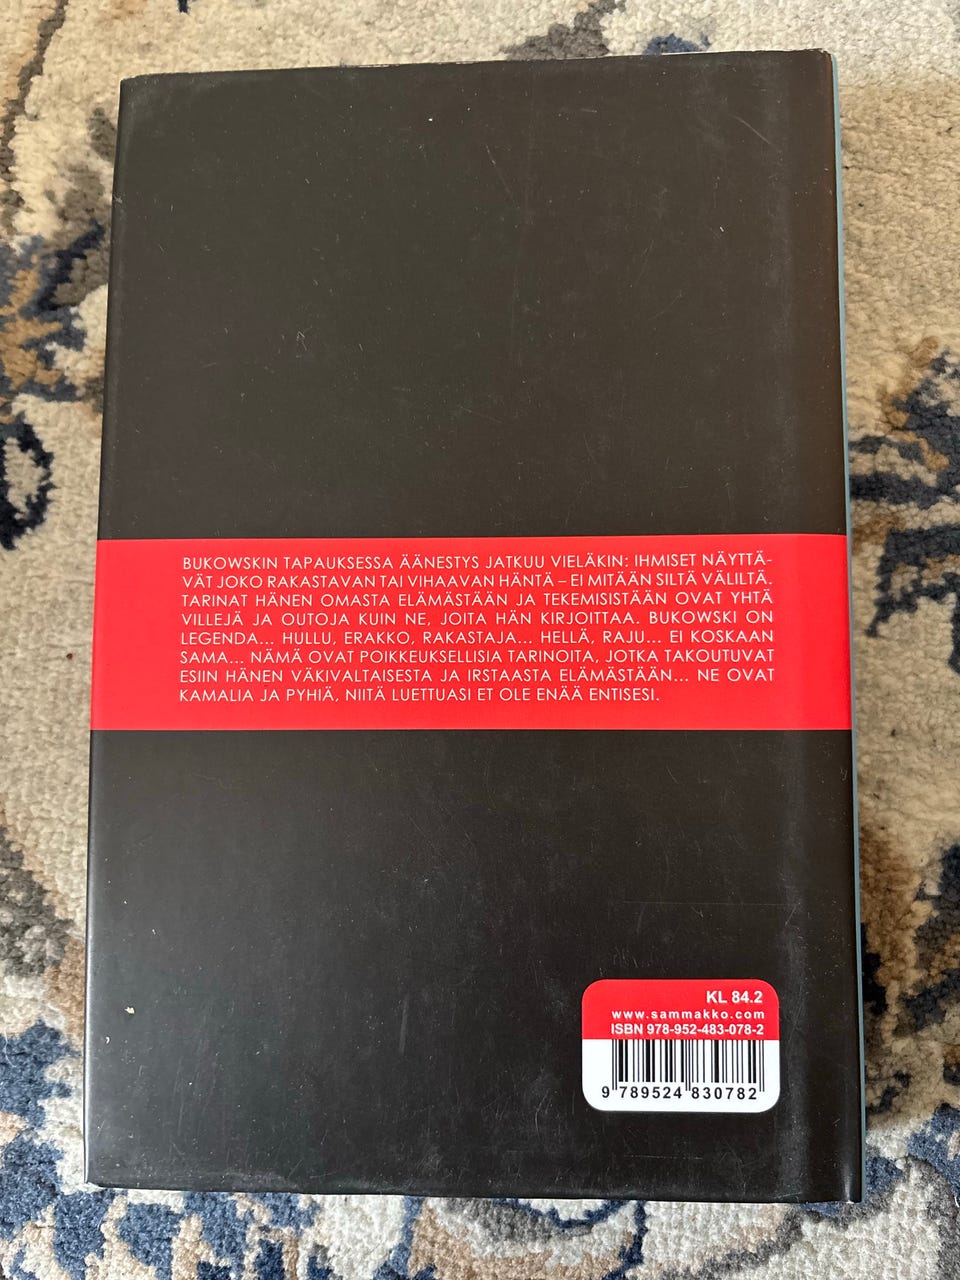 BUKOWSKIN TAPAUKSESSA ÄÄNESTYS JATKUU VIELÄKIN: IHMISET NÄYTTÄ-
VÄT JOKO RAKASTAVAN TAI VIHAAVAN HÄNTÄ – EI MITÄÄN SILTÄ VÄLILTÄ.
TARINAT HÄNEN OMASTA ELÄMÄSTÄÄN JA TEKEMISISTÄÄN OVAT YHTÄ
VILLEJÄ JA OUTOJA KUIN NE, JOITA HÄN KIRJOITTAA. BUKOWSKI ON
LEGENDA... HULLU, ERAKKO, RAKASTAJA... HELLÄ, RAJU... EI KOSKAAN
SAMA... NÄMÄ OVAT POIKKEUKSELLISIA TARINOITA, JOTKA TAKOUTUVAT
ESIIN HÄNEN VÄKIVALTAISESTA JA IRSTAASTA ELÄMÄSTÄÄN... NE OVAT
KAMALIA JA PYHIÄ, NIITÄ LUETTUASI ET OLE ENÄÄ ENTISESI.
KL 84.2
www.sammakko.com
ISBN 978-952-483-078-2
9 789524 830782